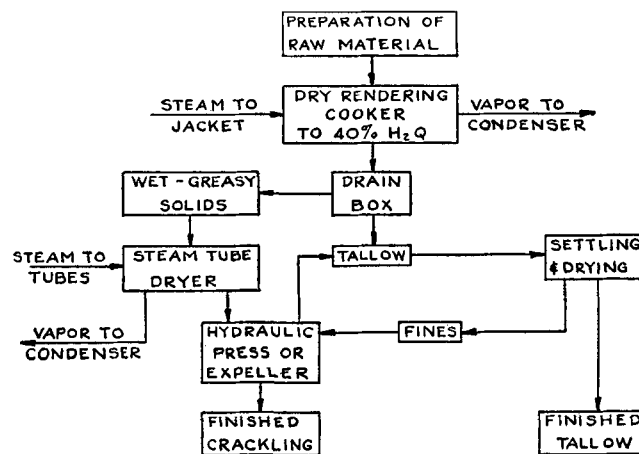 PREPARATION OF
RAW MATERIAL
STEAM TO
JACKET
DRY RENDERING
COOKER
TO 40% H₂O
VAPOR TO
CONDENSER
WET-GREASY
SOLIDS
DRAIN
BOX
STEAM TO
TUBES
STEAM TUBE
DRYER
TALLOW
SETTLING
& DRYING
VAPOR TO
CONDENSER
HYDRAULIC
PRESS OR
EXPELLER
FINES
FINISHED
CRACKLING
FINISHED
TALLOW